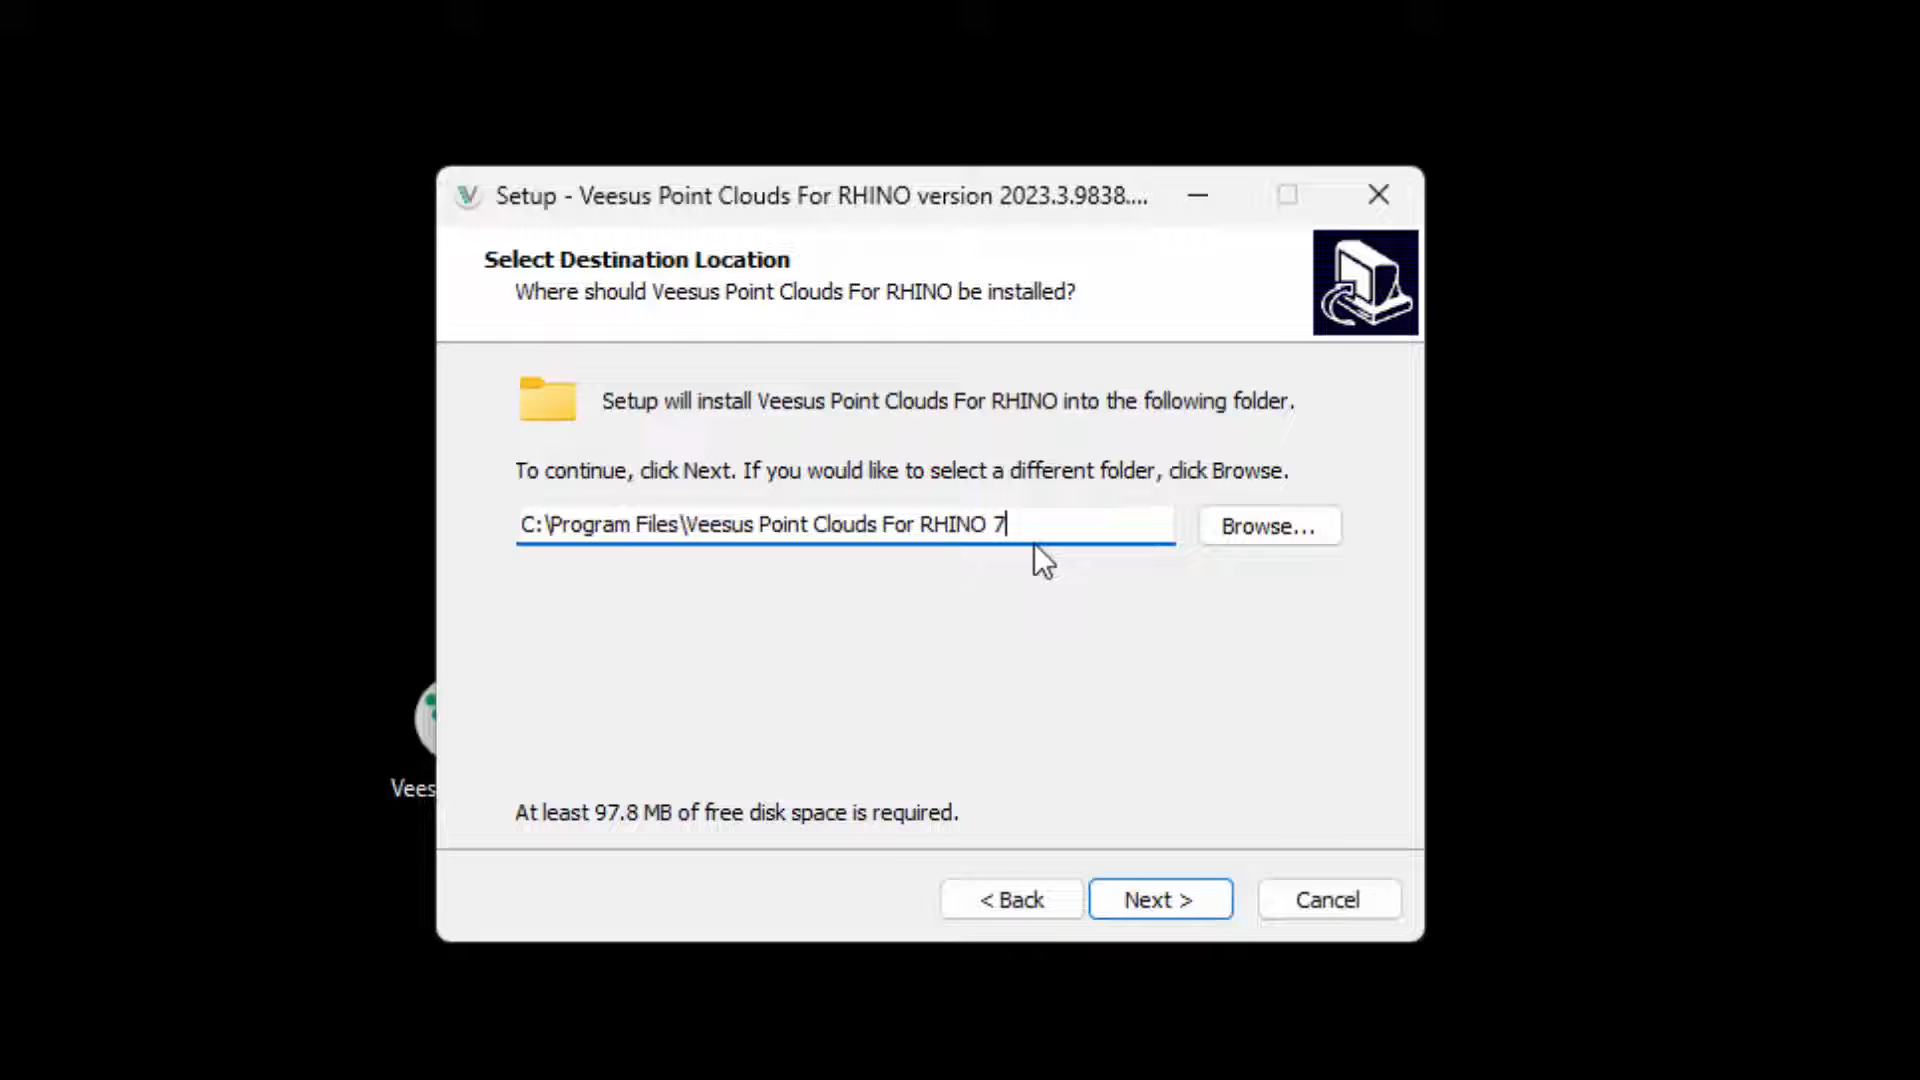 Setup - Veesus Point Clouds For RHINO version 2023.3.9838....
Select Destination Location
Where should Veesus Point Clouds For RHINO be installed?
Setup will install Veesus Point Clouds For RHINO into the following folder.
To continue, click Next. If you would like to select a different folder, click Browse.
C:\Program Files\Veesus Point Clouds For RHINO 7
Browse...
Vees
At least 97.8 MB of free disk space is required.
< Back
Next >
Cancel